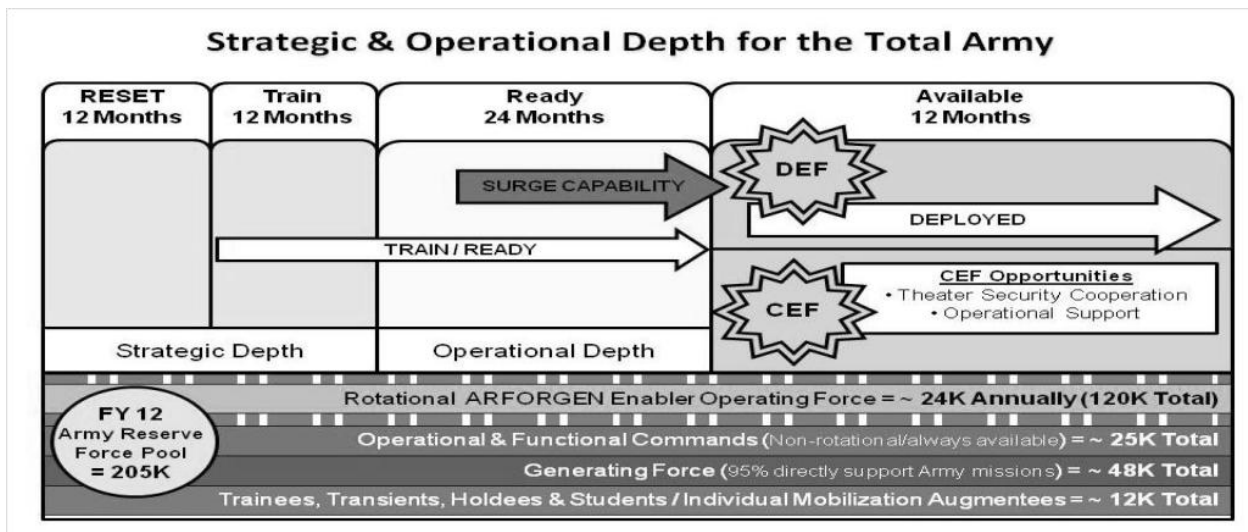 Strategic & Operational Depth for the Total Army
RESET
12 Months
Train
12 Months
Ready
24 Months
Available
12 Months
SURGE CAPABILITY
DEF
DEPLOYED
TRAIN / READY
CEF
CEF Opportunities
• Theater Security Cooperation
• Operational Support
Strategic Depth
Operational Depth
FY 12
Army Reserve
Force Pool
= 205K
Rotational ARFORGEN Enabler Operating Force = ~ 24K Annually (120K Total)
Operational & Functional Commands (Non-rotational/always available) = ~ 25K Total
Generating Force (95% directly support Army missions) = ~ 48K Total
Trainees, Transients, Holdees & Students / Individual Mobilization Augmentees = ~ 12K Total